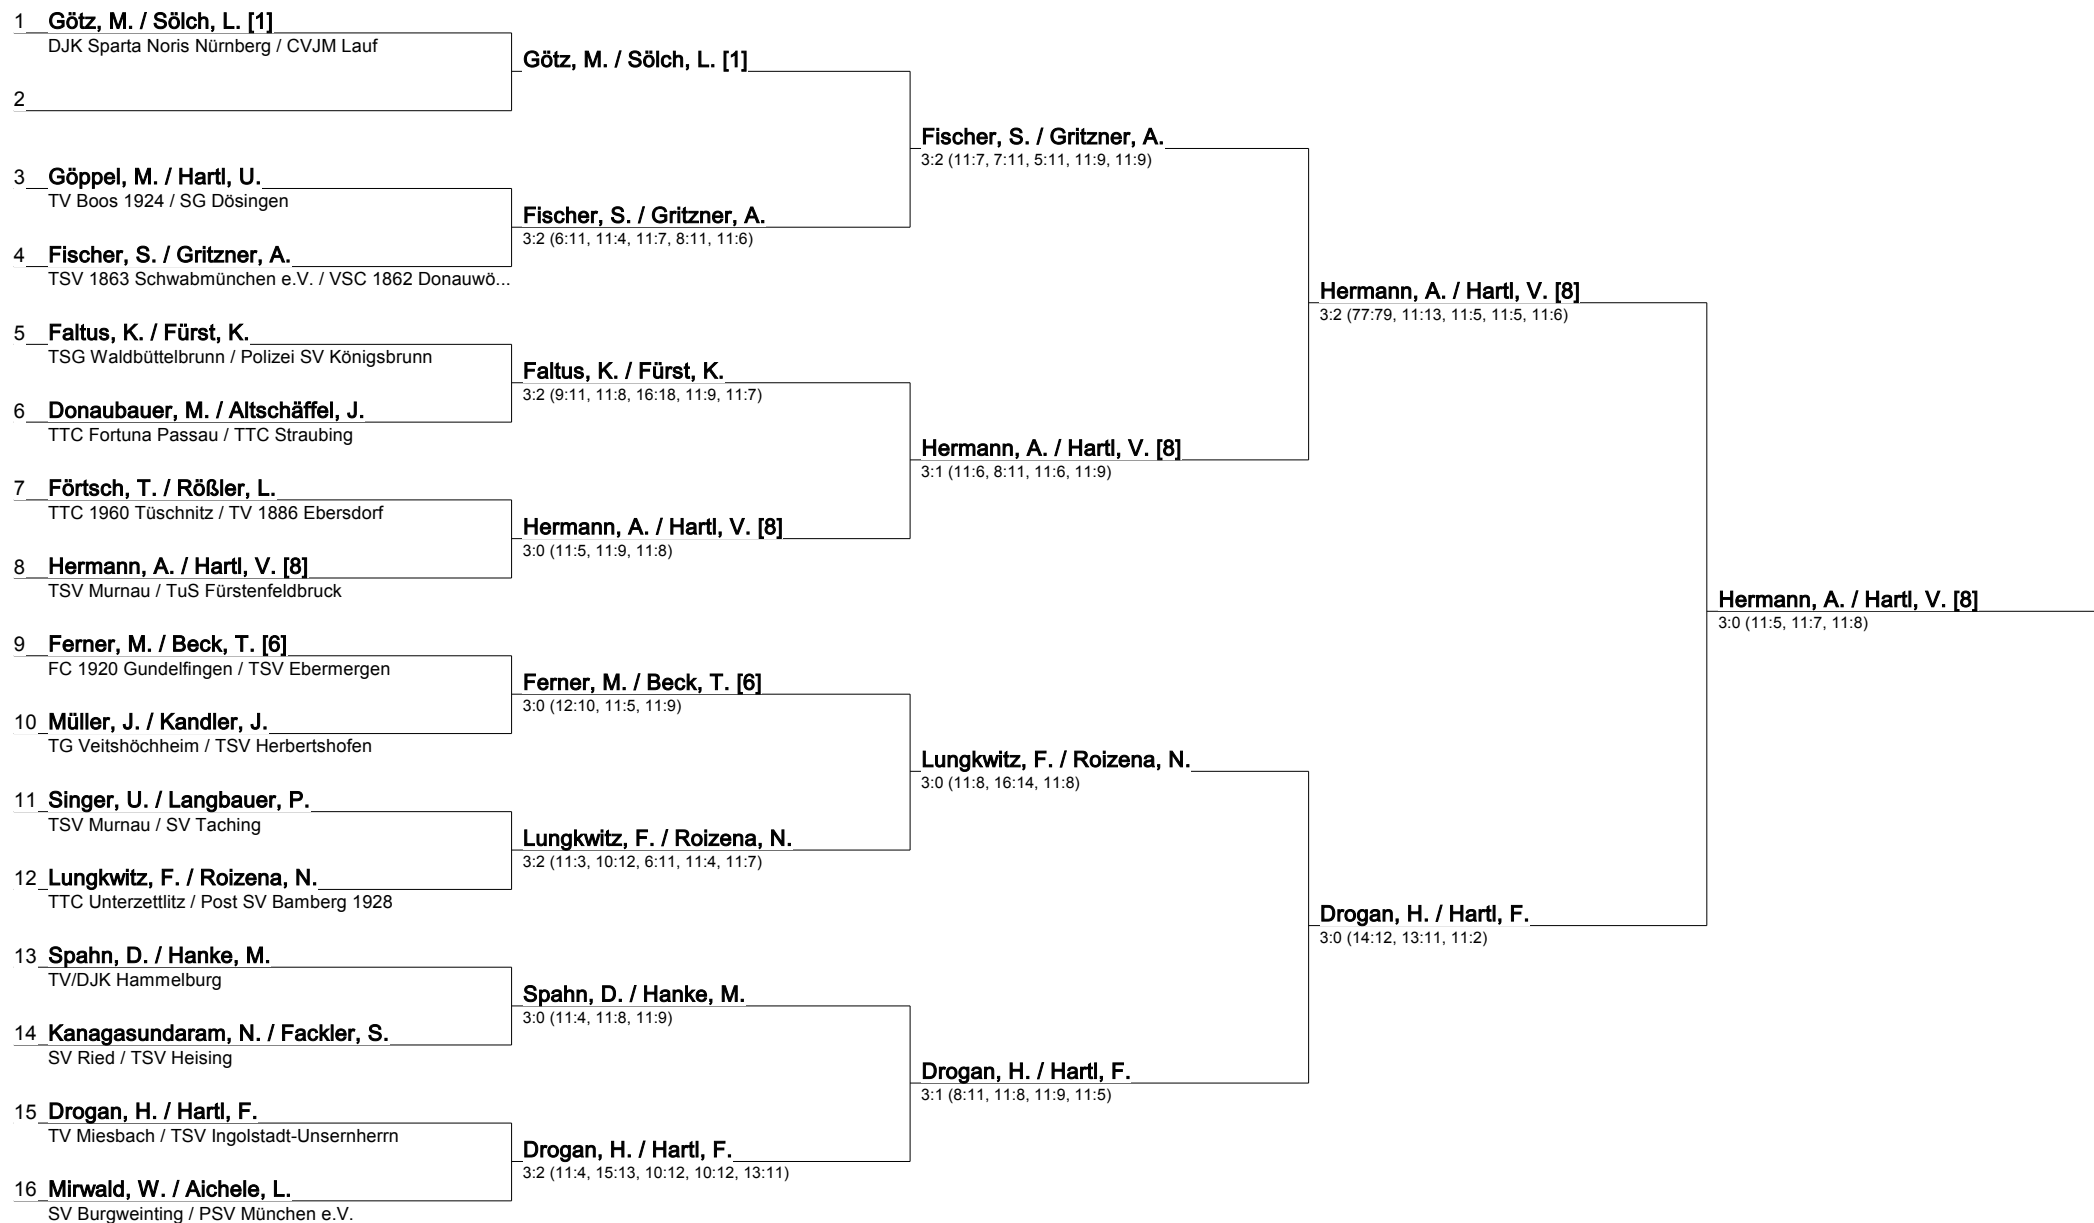 1 Götz, M. / Sölch, L. [1]
DJK Sparta Noris Nürnberg / CVJM Lauf
2
3 Göppel, M. / Hartl, U.
TV Boos 1924 / SG Dösingen
4 Fischer, S. / Gritzner, A.
TSV 1863 Schwabmünchen e.V. / VSC 1862 Donauwö...
5 Faltus, K. / Fürst, K.
TSG Waldbüttelbrunn / Polizei SV Königsbrunn
6 Donaubauer, M. / Altschäffel, J.
TTC Fortuna Passau / TTC Straubing
7 Förtsch, T. / Rößler, L.
TTC 1960 Tüschnitz / TV 1886 Ebersdorf
8 Hermann, A. / Hartl, V. [8]
TSV Murnau / TuS Fürstenfeldbruck
9 Ferner, M. / Beck, T. [6]
FC 1920 Gundelfingen / TSV Ebermergen
10 Müller, J. / Kandler, J.
TG Veitshöchheim / TSV Herbertshofen
11 Singer, U. / Langbauer, P.
TSV Murnau / SV Taching
12 Lungkwitz, F. / Roizena, N.
TTC Unterzettlitz / Post SV Bamberg 1928
13 Spahn, D. / Hanke, M.
TV/DJK Hammelburg
14 Kanagasundaram, N. / Fackler, S.
SV Ried / TSV Heising
15 Drogan, H. / Hartl, F.
TV Miesbach / TSV Ingolstadt-Unsernherrn
16 Mirwald, W. / Aichele, L.
SV Burgweinting / PSV München e.V.
Götz, M. / Sölch, L. [1]
Fischer, S. / Gritzner, A.
3:2 (6:11, 11:4, 11:7, 8:11, 11:6)
Faltus, K. / Fürst, K.
3:2 (9:11, 11:8, 16:18, 11:9, 11:7)
Hermann, A. / Hartl, V. [8]
3:0 (11:5, 11:9, 11:8)
Ferner, M. / Beck, T. [6]
3:0 (12:10, 11:5, 11:9)
Lungkwitz, F. / Roizena, N.
3:2 (11:3, 10:12, 6:11, 11:4, 11:7)
Spahn, D. / Hanke, M.
3:0 (11:4, 11:8, 11:9)
Drogan, H. / Hartl, F.
3:2 (11:4, 15:13, 10:12, 10:12, 13:11)
Fischer, S. / Gritzner, A.
3:2 (11:7, 7:11, 5:11, 11:9, 11:9)
Hermann, A. / Hartl, V. [8]
3:1 (11:6, 8:11, 11:6, 11:9)
Lungkwitz, F. / Roizena, N.
3:0 (11:8, 16:14, 11:8)
Drogan, H. / Hartl, F.
3:1 (8:11, 11:8, 11:9, 11:5)
Hermann, A. / Hartl, V. [8]
3:2 (77:79, 11:13, 11:5, 11:5, 11:6)
Drogan, H. / Hartl, F.
3:0 (14:12, 13:11, 11:2)
Hermann, A. / Hartl, V. [8]
3:0 (11:5, 11:7, 11:8)